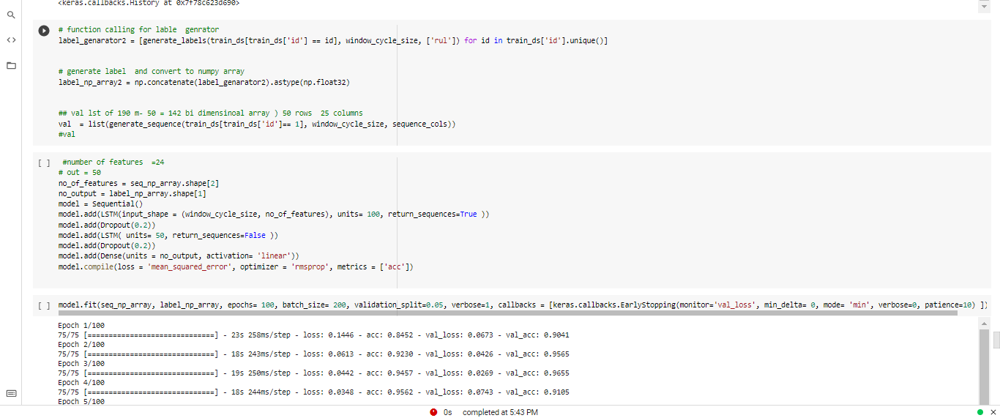 <keras.callbacks.History at 0x7f78c623d690>
# function calling for lable  genrator
label_genarator2 = [generate_labels(train_ds[train_ds['id'] == id], window_cycle_size, ['rul']) for id in train_ds['id'].unique()]
# generate label  and convert to numpy array
label_np_array2 = np.concatenate(label_genarator2).astype(np.float32)
## val lst of 190 m- 50 = 142 bi dimensinoal array ) 50 rows  25 columns
val  = list(generate_sequence(train_ds[train_ds['id']== 1], window_cycle_size, sequence_cols))
#val
[ ]
#number of features  =24
# out = 50
no_of_features = seq_np_array.shape[2]
no_output = label_np_array.shape[1]
model = Sequential()
model.add(LSTM(input_shape = (window_cycle_size, no_of_features), units= 100, return_sequences=True ))
model.add(Dropout(0.2))
model.add(LSTM( units= 50, return_sequences=False ))
model.add(Dropout(0.2))
model.add(Dense(units = no_output, activation= 'linear'))
model.compile(loss = 'mean_squared_error', optimizer = 'rmsprop', metrics = ['acc'])
[ ]
model.fit(seq_np_array, label_np_array, epochs= 100, batch_size= 200, validation_split=0.05, verbose=1, callbacks = [keras.callbacks.EarlyStopping(monitor='val_loss', min_delta= 0, mode= 'min', verbose=0, patience=10) ])
Epoch 1/100
75/75 [==============================] - 23s 258ms/step - loss: 0.1446 - acc: 0.8452 - val_loss: 0.0673 - val_acc: 0.9041
Epoch 2/100
75/75 [==============================] - 18s 243ms/step - loss: 0.0613 - acc: 0.9230 - val_loss: 0.0426 - val_acc: 0.9565
Epoch 3/100
75/75 [==============================] - 19s 250ms/step - loss: 0.0442 - acc: 0.9457 - val_loss: 0.0269 - val_acc: 0.9655
Epoch 4/100
75/75 [==============================] - 18s 244ms/step - loss: 0.0348 - acc: 0.9562 - val_loss: 0.0743 - val_acc: 0.9105
Epoch 5/100
0s completed at 5:43 PM